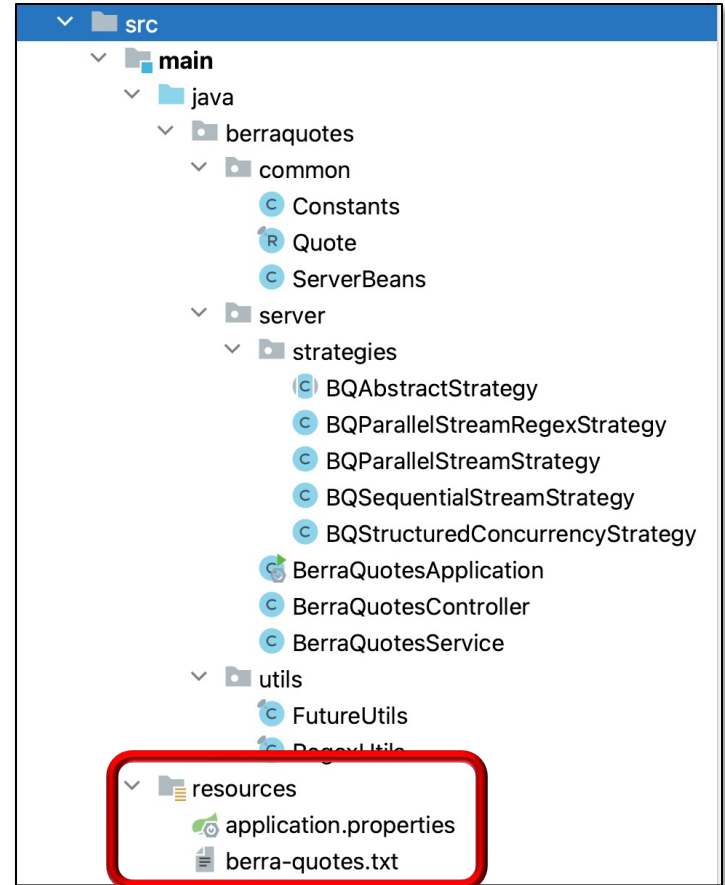 src
main
java
berraquotes
common
C Constants
R Quote
C ServerBeans
server
strategies
C BQAbstractStrategy
C BQParallelStreamRegexStrategy
C BQParallelStreamStrategy
C BQSequentialStreamStrategy
C BQStructuredConcurrencyStrategy
C BerraQuotesApplication
C BerraQuotesController
C BerraQuotesService
utils
C FutureUtils
C RegexUtils
resources
application.properties
berra-quotes.txt